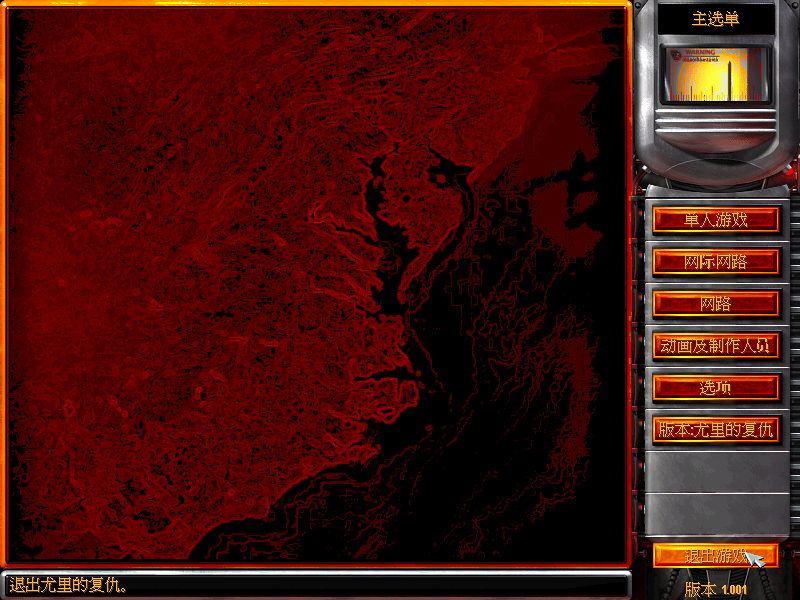 主选单
WARNING
单人游戏
网际网路
网路
动画及制作人员
选项
版本:尤里的复仇
退出游戏
退出尤里的复仇。
版本 1.001